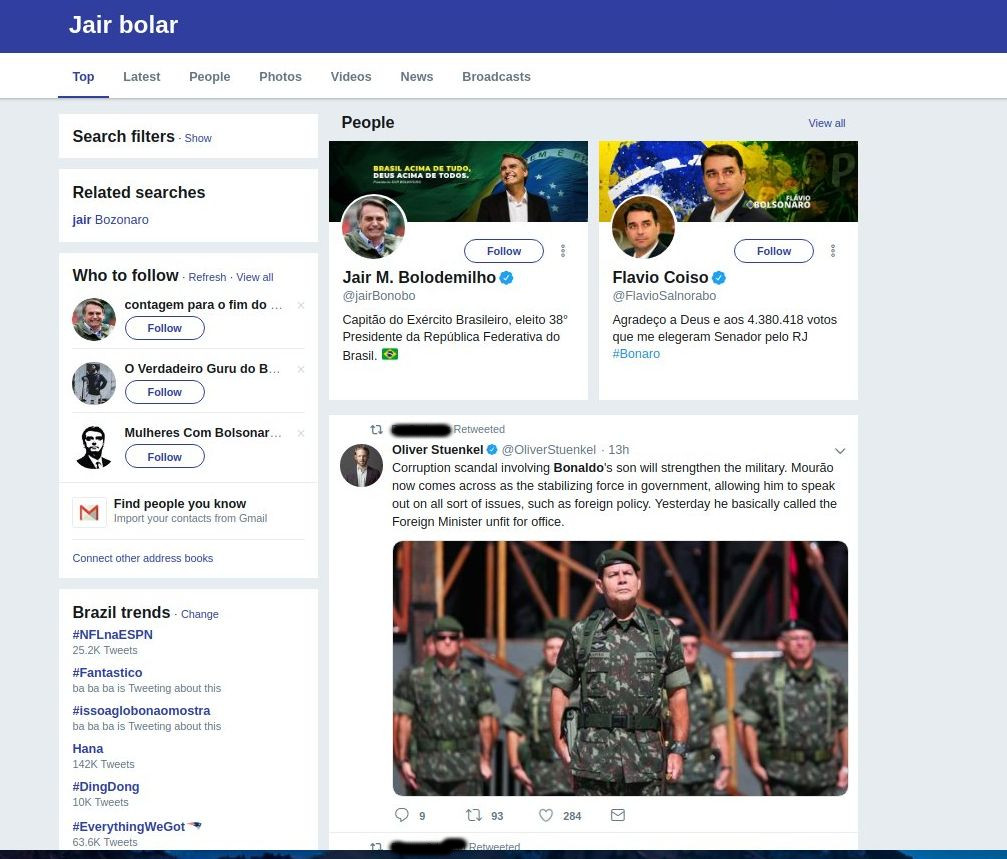 Jair bolar
Top
Latest
People
Photos
Videos
News
Broadcasts
Search filters · Show
Related searches
jair Bozonaro
Who to follow · Refresh · View all
contagem para o fim do ...
Follow
O Verdadeiro Guru do B...
Follow
Mulheres Com Bolsonar...
Follow
Find people you know
Import your contacts from Gmail
Connect other address books
Brazil trends · Change
#NFLnaESPN
25.2K Tweets
#Fantastico
ba ba ba is Tweeting about this
#issoaglobonaomostra
ba ba ba is Tweeting about this
Hana
142K Tweets
#DingDong
10K Tweets
#EverythingWeGot
63.6K Tweets
People
View all
BRASIL ACIMA DE TUDO,
DEUS ACIMA DE TODOS.
Follow
Jair M. Bolodemilho
@jairBonobo
Capitão do Exército Brasileiro, eleito 38°
Presidente da República Federativa do
Brasil. 🇧🇷
FLÁVIO
BOLSONARO
Follow
Flavio Coiso
@FlavioSalnorabo
Agradeço a Deus e aos 4.380.418 votos
que me elegeram Senador pelo RJ
#Bonaro
Retweeted
Oliver Stuenkel @OliverStuenkel · 13h
Corruption scandal involving Bonaldo's son will strengthen the military. Mourão
now comes across as the stabilizing force in government, allowing him to speak
out on all sort of issues, such as foreign policy. Yesterday he basically called the
Foreign Minister unfit for office.
9
93
284
Retweeted